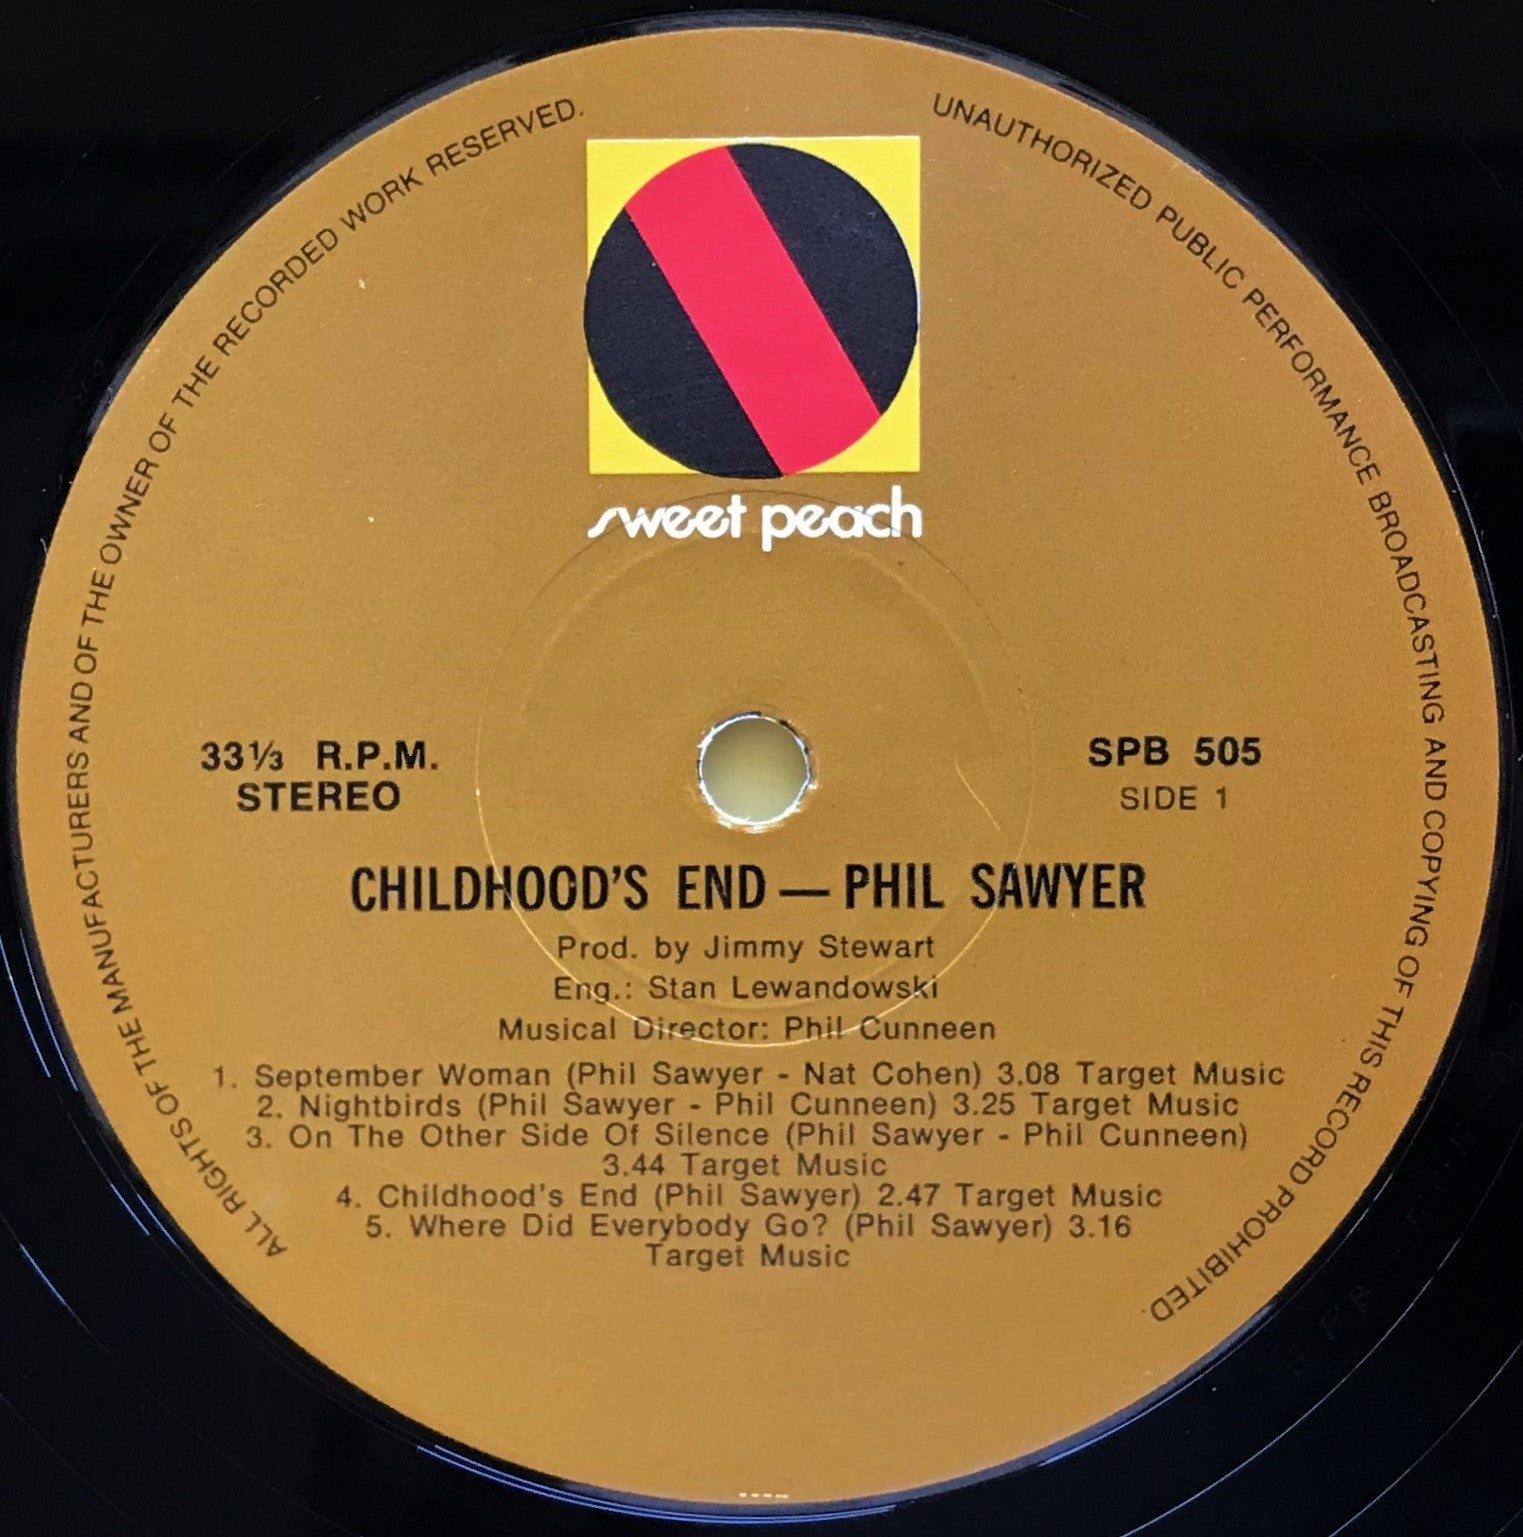 ALL RIGHTS OF THE MANUFACTURERS AND OF THE OWNER OF THE RECORDED WORK RESERVED.
UNAUTHORIZED PUBLIC PERFORMANCE BROADCASTING AND COPYING OF THIS RECORD PROHIBITED.
sweet peach
33⅓ R.P.M.
STEREO
SPB 505
SIDE 1
CHILDHOOD'S END — PHIL SAWYER
Prod. by Jimmy Stewart
Eng.: Stan Lewandowski
Musical Director: Phil Cunneen
1. September Woman (Phil Sawyer - Nat Cohen) 3.08 Target Music
2. Nightbirds (Phil Sawyer - Phil Cunneen) 3.25 Target Music
3. On The Other Side Of Silence (Phil Sawyer - Phil Cunneen)
3.44 Target Music
4. Childhood's End (Phil Sawyer) 2.47 Target Music
5. Where Did Everybody Go? (Phil Sawyer) 3.16
Target Music